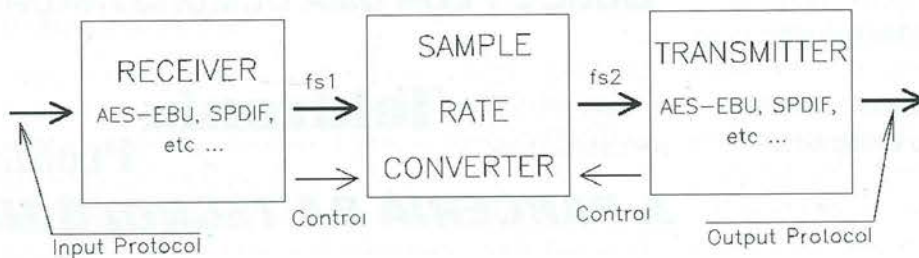 RECEIVER
AES-EBU, SPDIF,
etc ...
fs1
SAMPLE
RATE
CONVERTER
fs2
TRANSMITTER
AES-EBU, SPDIF,
etc ...
Control
Control
Input Protocol
Output Protocol